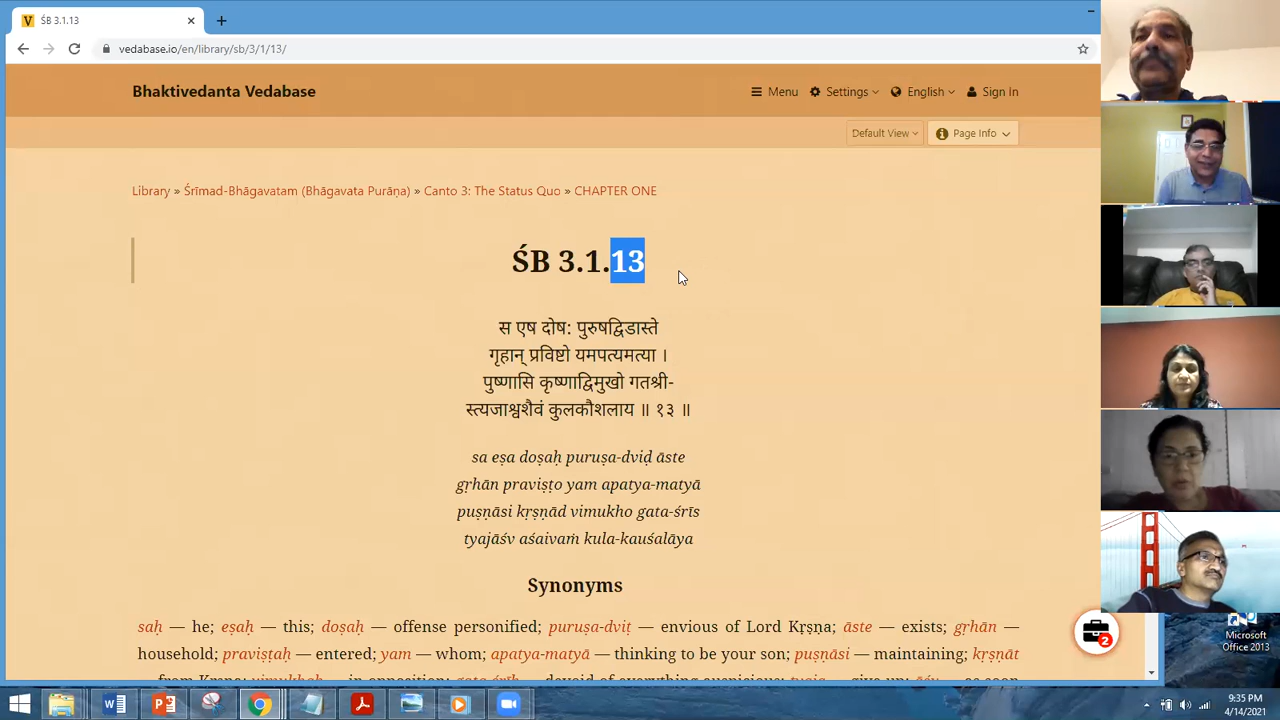 ŚB 3.1.13
vedabase.io/en/library/sb/3/1/13/
Bhaktivedanta Vedabase
Menu Settings English Sign In
Default View Page Info
Library » Śrīmad-Bhāgavatam (Bhāgavata Purāṇa) » Canto 3: The Status Quo » CHAPTER ONE
ŚB 3.1.13
स एष दोष: पुरुषद्विडास्ते
गृहान् प्रविष्टो यमपत्यमत्या ।
पुष्णासि कृष्णाद्विमुखो गतश्री-
स्त्यजाश्वशैवं कुलकौशलाय ॥ १३ ॥
sa eṣa doṣaḥ puruṣa-dviḍ āste
gṛhān praviṣṭo yam apatya-matyā
puṣṇāsi kṛṣṇād vimukho gata-śrīs
tyajāśv aśaivaṁ kula-kauśalāya
Synonyms
saḥ — he; eṣaḥ — this; doṣaḥ — offense personified; puruṣa-dviṭ — envious of Lord Kṛṣṇa; āste — exists; gṛhān —
household; praviṣṭaḥ — entered; yam — whom; apatya-matyā — thinking to be your son; puṣṇāsi — maintaining; kṛṣṇāt
2
Microsoft
Office 2013
9:35 PM
4/14/2021